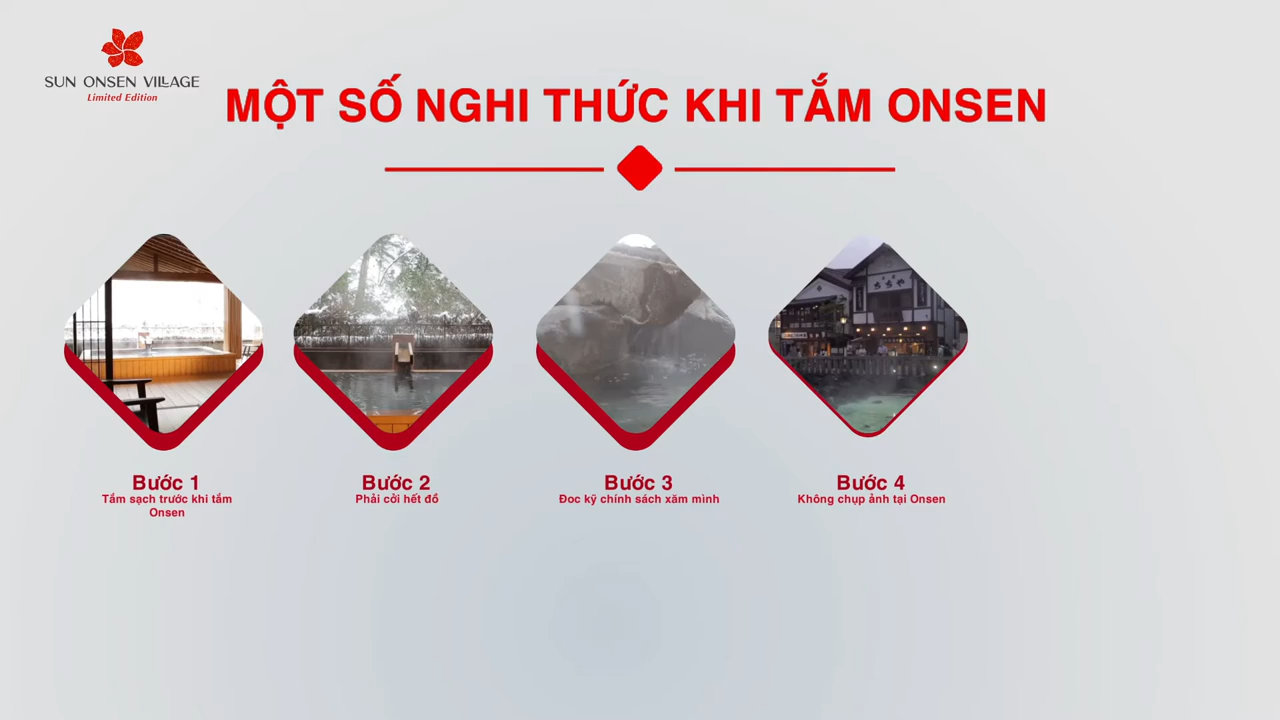 SUN ONSEN VILLAGE
Limited Edition
MỘT SỐ NGHI THỨC KHI TẮM ONSEN
Bước 1
Tắm sạch trước khi tắm
Onsen
Bước 2
Phải cởi hết đồ
Bước 3
Đoc kỹ chính sách xăm mình
Bước 4
Không chụp ảnh tại Onsen